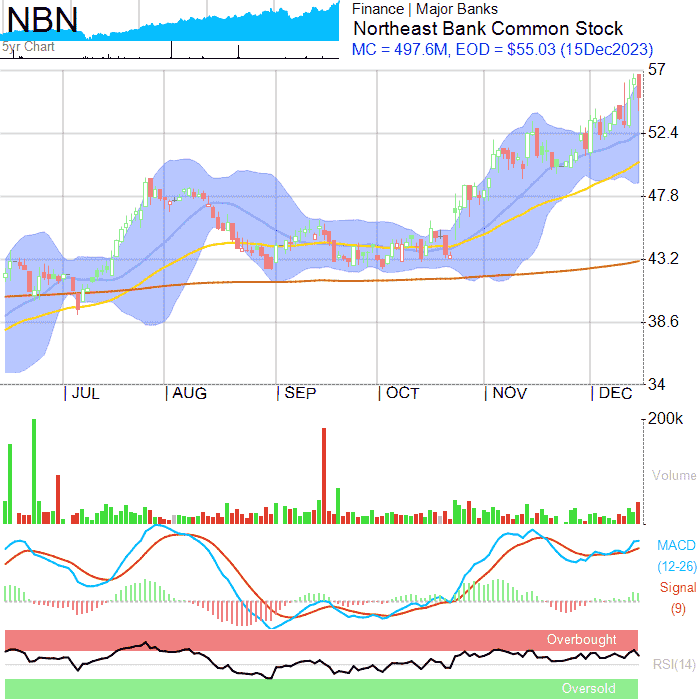 NBN
5yr Chart
Finance | Major Banks
Northeast Bank Common Stock
MC = 497.6M, EOD = $55.03 (15Dec2023)
57
52.4
47.8
43.2
38.6
34
| JUL | AUG | SEP | OCT | NOV | DEC
200k
Volume
MACD
(12-26)
Signal
(9)
Overbought
RSI(14)
Oversold